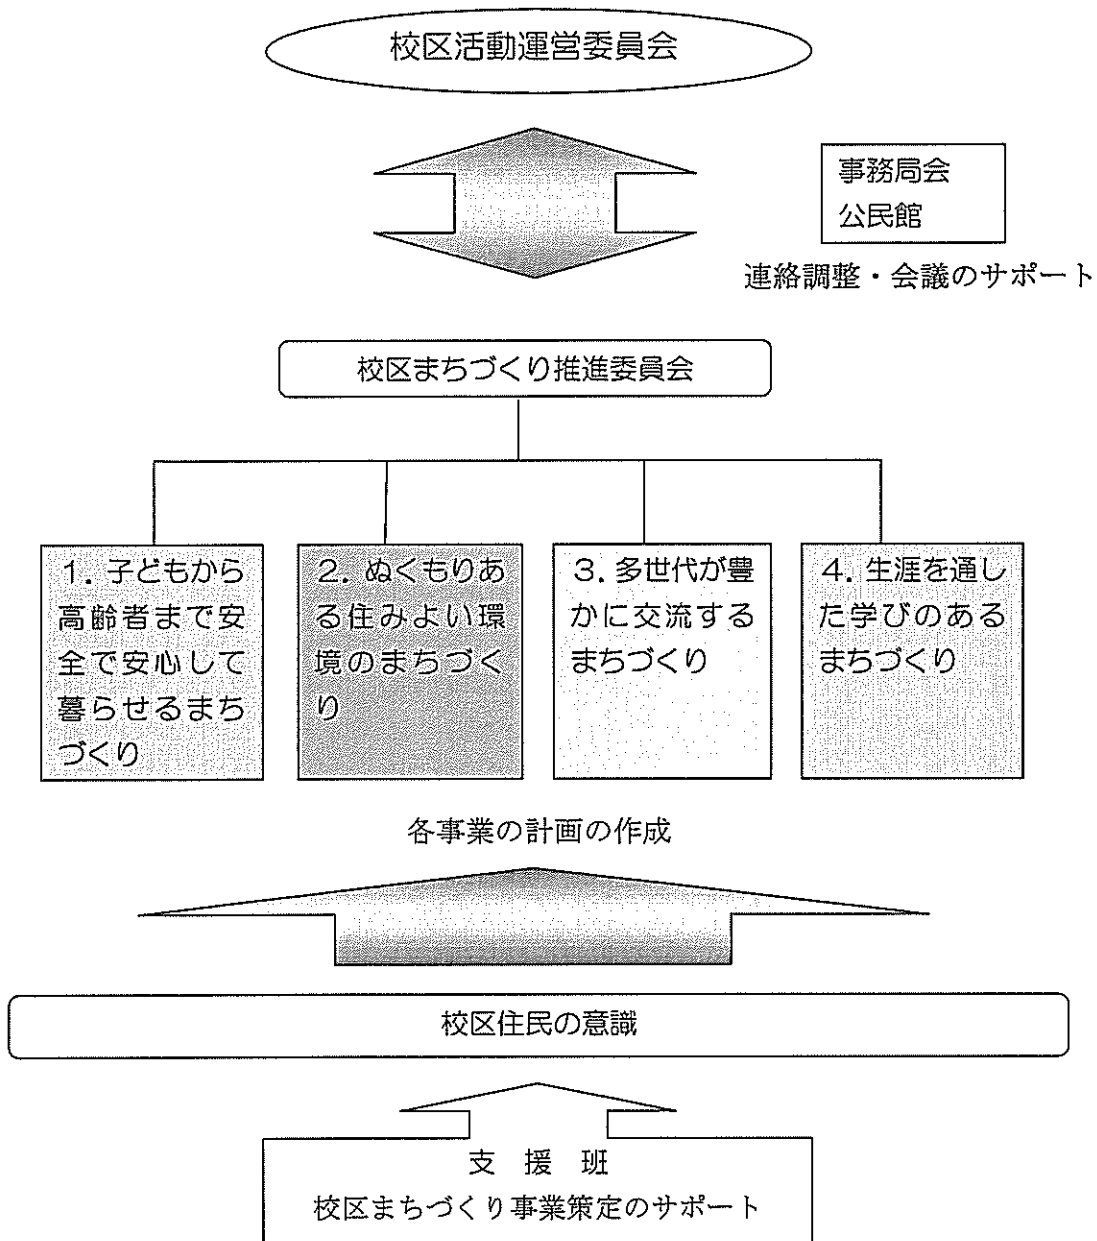 校区活動運営委員会
事務局会
公民館
連絡調整・会議のサポート
校区まちづくり推進委員会
１．子どもから
高齢者まで安
全で安心して
暮らせるまち
づくり
２．ぬくもりあ
る住みよい環
境のまちづく
り
３．多世代が豊
かに交流する
まちづくり
４．生涯を通し
た学びのある
まちづくり
各事業の計画の作成
校区住民の意識
支　援　班
校区まちづくり事業策定のサポート